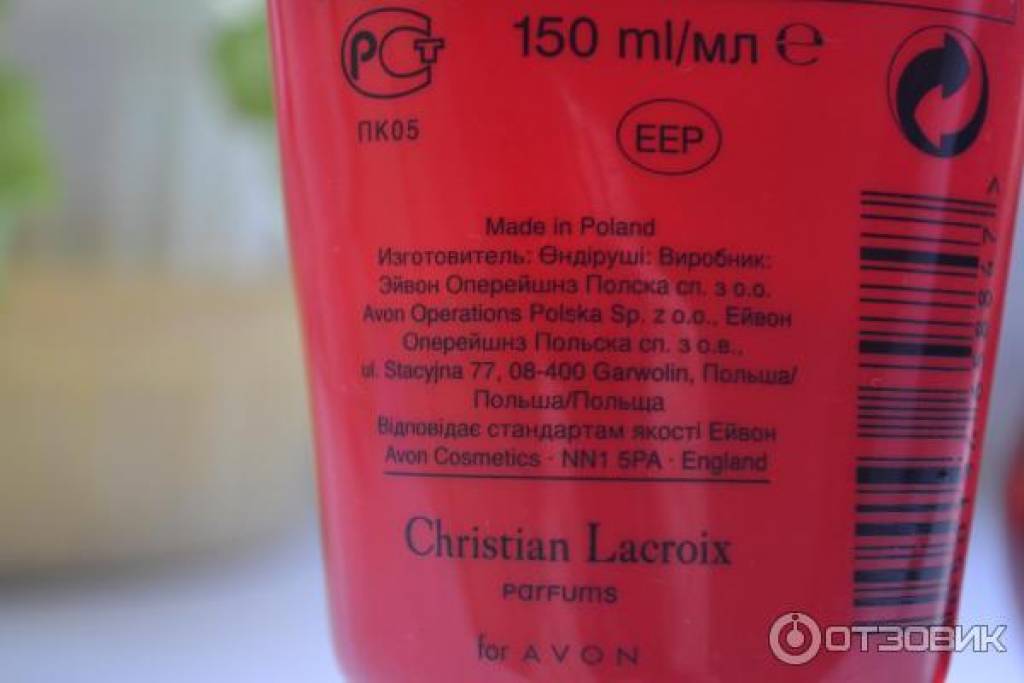 РСТ 150 ml/мл ℮
ПК05
EEP
Made in Poland
Изготовитель: Өндіруші: Виробник:
Эйвон Оперейшнз Полска сп. з о.о.
Avon Operations Polska Sp. z o.o., Ейвон
Оперейшнз Польска сп. з о.в.,
ul. Stacyjna 77, 08-400 Garwolin, Польша/
Польша/Польща
Відповідає стандартам якості Ейвон
Avon Cosmetics · NN1 5PA · England
Christian Lacroix
PARFUMS
for AVON
ОТЗОВИК